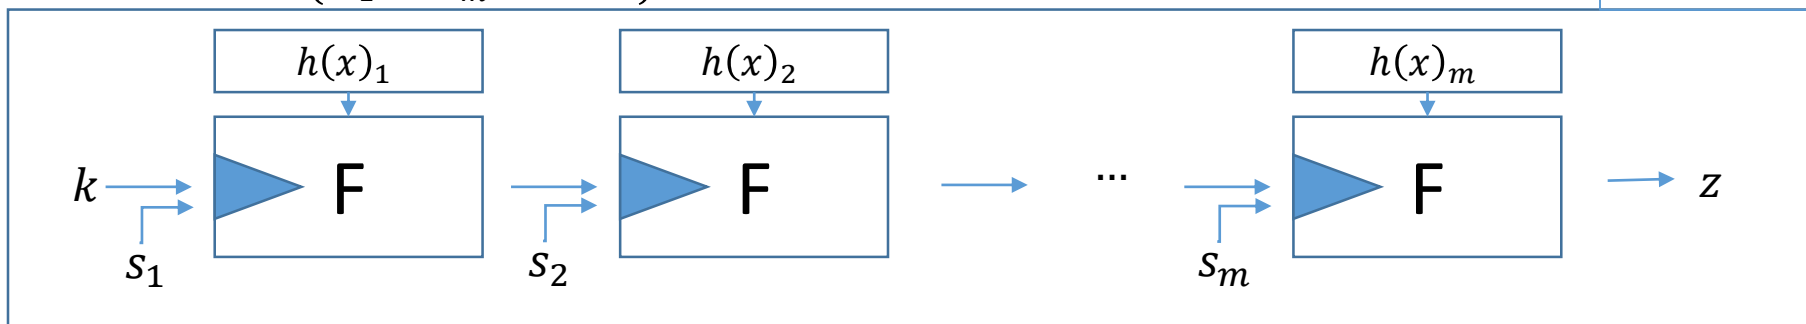 h(x)₁ h(x)₂ h(x)ₘ
k F F ... F z
s₁ s₂ sₘ